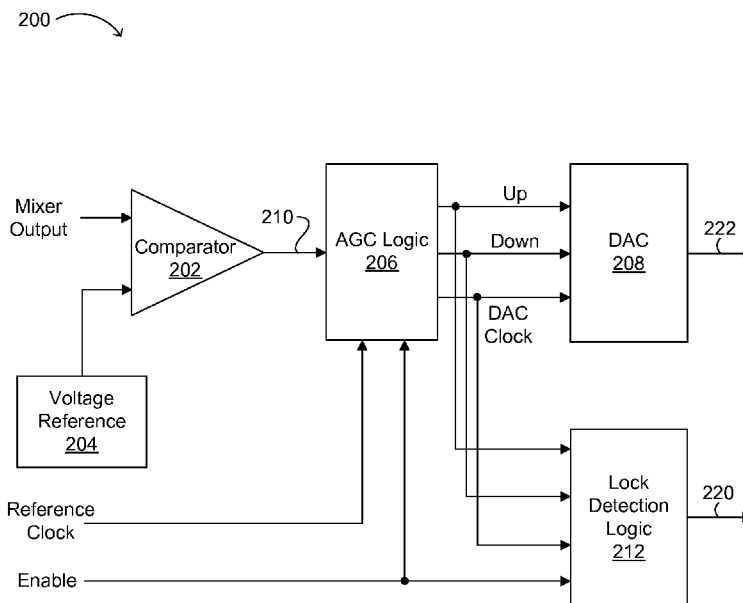 200
Mixer
Output
Comparator
202
210
AGC Logic
206
Up
Down
DAC
Clock
DAC
208
222
Voltage
Reference
204
Reference
Clock
Enable
Lock
Detection
Logic
212
220